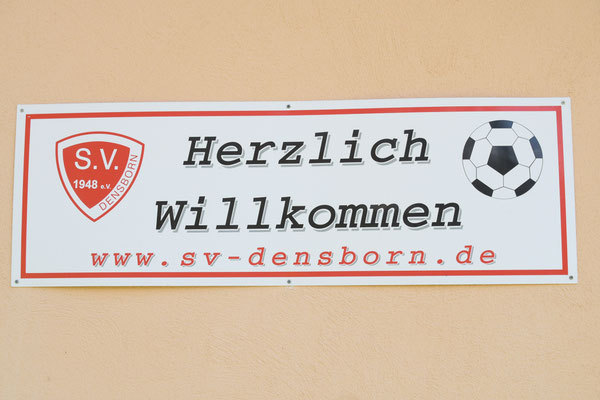 S.V.
1948 e.V.
DENSBORN
Herzlich
Willkommen
www.sv-densborn.de